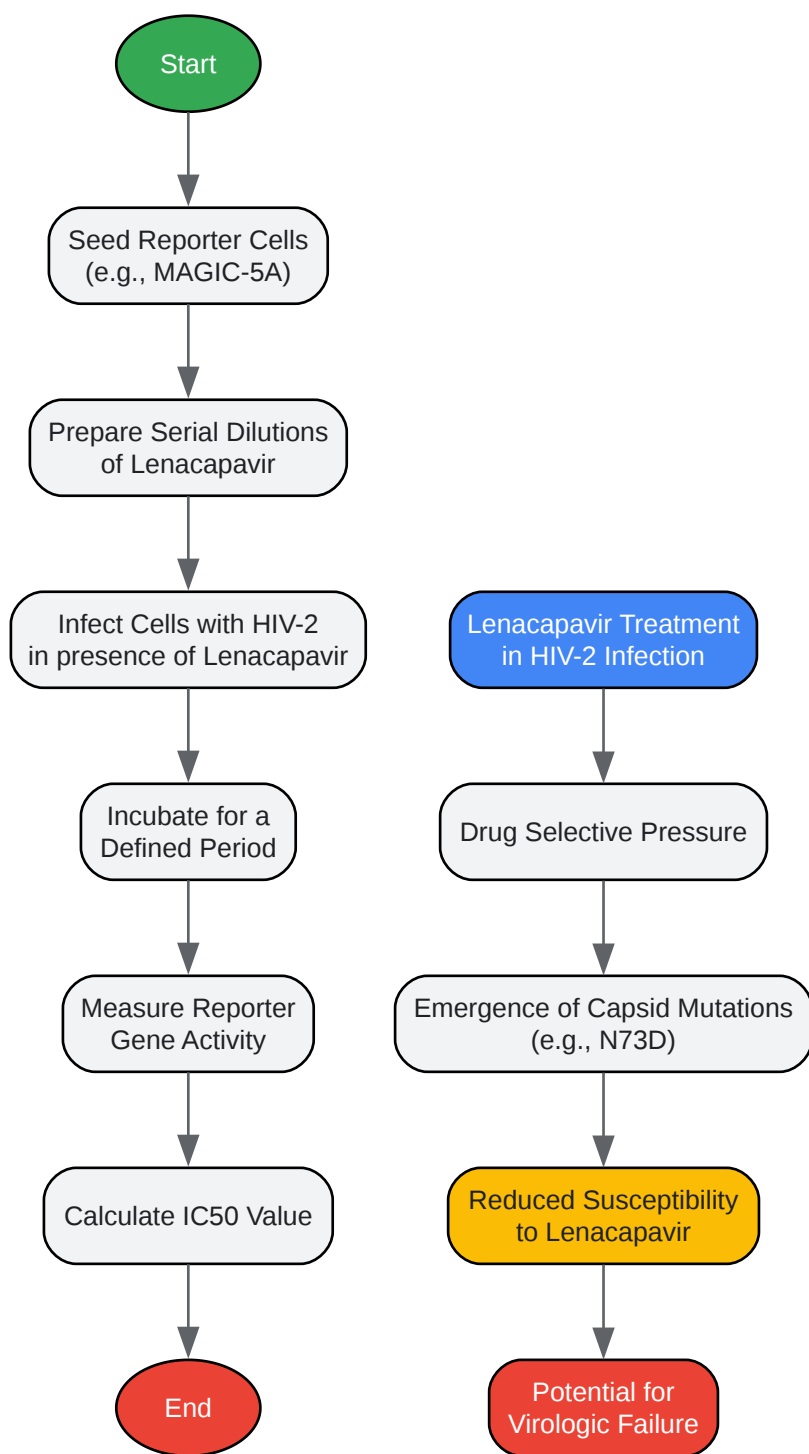 Start
Seed Reporter Cells
(e.g., MAGIC-5A)
Prepare Serial Dilutions
of Lenacapavir
Infect Cells with HIV-2
in presence of Lenacapavir
Incubate for a
Defined Period
Measure Reporter
Gene Activity
Calculate IC50 Value
End
Lenacapavir Treatment
in HIV-2 Infection
Drug Selective Pressure
Emergence of Capsid Mutations
(e.g., N73D)
Reduced Susceptibility
to Lenacapavir
Potential for
Virologic Failure